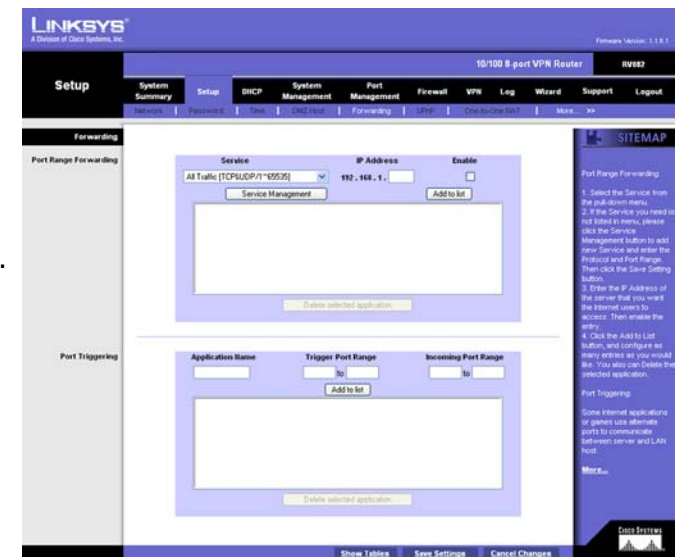 LINKSYS®
A Division of Cisco Systems, Inc.
Firmware Version: 1.1.6.1
10/100 8-port VPN Router
RV082
Setup
System Summary
Setup
DHCP
System Management
Port Management
Firewall
VPN
Log
Wizard
Support
Logout
Network | Password | Time | DMZ Host | Forwarding | UPnP | One-to-One NAT | More... >>
Forwarding
SITEMAP
Port Range Forwarding
Service
IP Address
Enable
All Traffic [TCP&UDP/1~65535]
192 . 168 . 1 .
Service Management
Add to list
Delete selected application
Port Triggering
Application Name
Trigger Port Range
Incoming Port Range
to
to
Add to list
Delete selected application
Port Range Forwarding
1. Select the Service from
the pull-down menu.
2. If the Service you need is
not listed in menu, please
click the Service
Management button to add
new Service and enter the
Protocol and Port Range.
Then click the Save Setting
button.
3. Enter the IP Address of
the server that you want
the Internet users to
access. Then enable the
entry.
4. Click the Add to List
button, and configure as
many entries as you would
like. You also can Delete the
selected application.
Port Triggering
Some Internet applications
or games use alternate
ports to communicate
between server and LAN
host.
More...
CISCO SYSTEMS
Show Tables
Save Settings
Cancel Changes